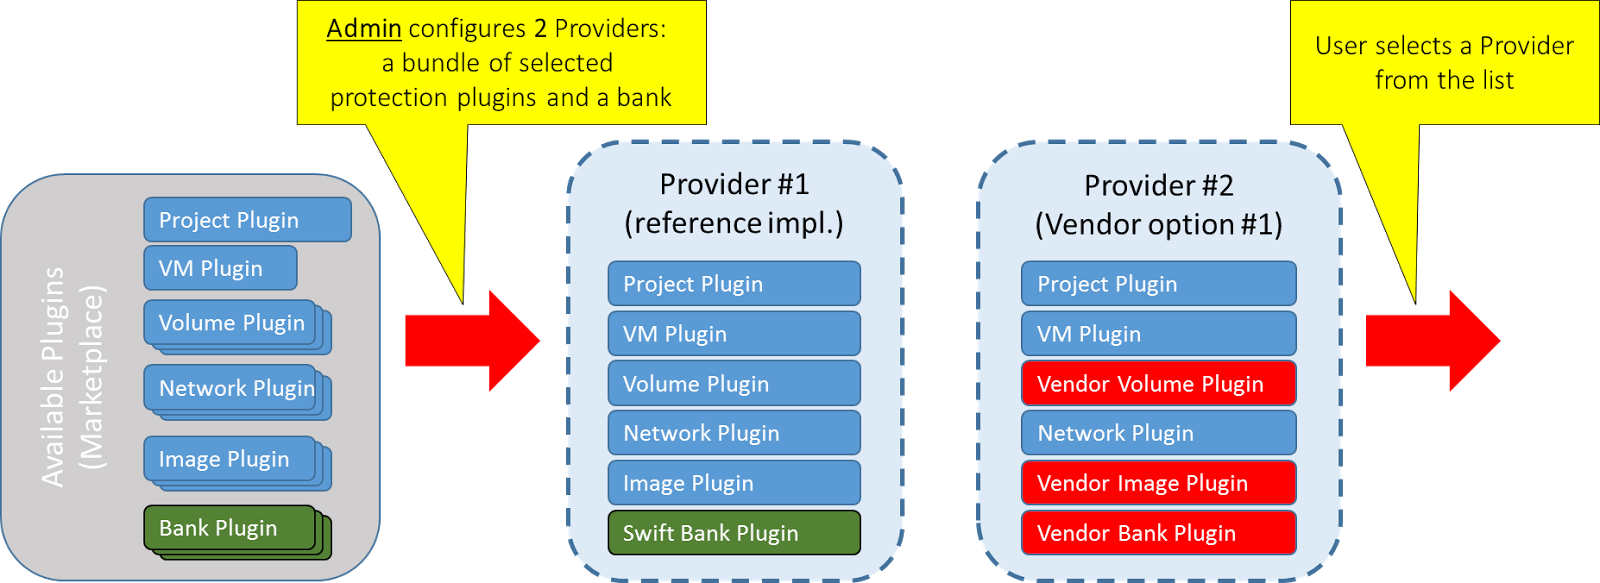 Admin configures 2 Providers:
a bundle of selected
protection plugins and a bank
User selects a Provider
from the list
Available Plugins
(Marketplace)
Project Plugin
VM Plugin
Volume Plugin
Network Plugin
Image Plugin
Bank Plugin
Provider #1
(reference impl.)
Project Plugin
VM Plugin
Volume Plugin
Network Plugin
Image Plugin
Swift Bank Plugin
Provider #2
(Vendor option #1)
Project Plugin
VM Plugin
Vendor Volume Plugin
Network Plugin
Vendor Image Plugin
Vendor Bank Plugin